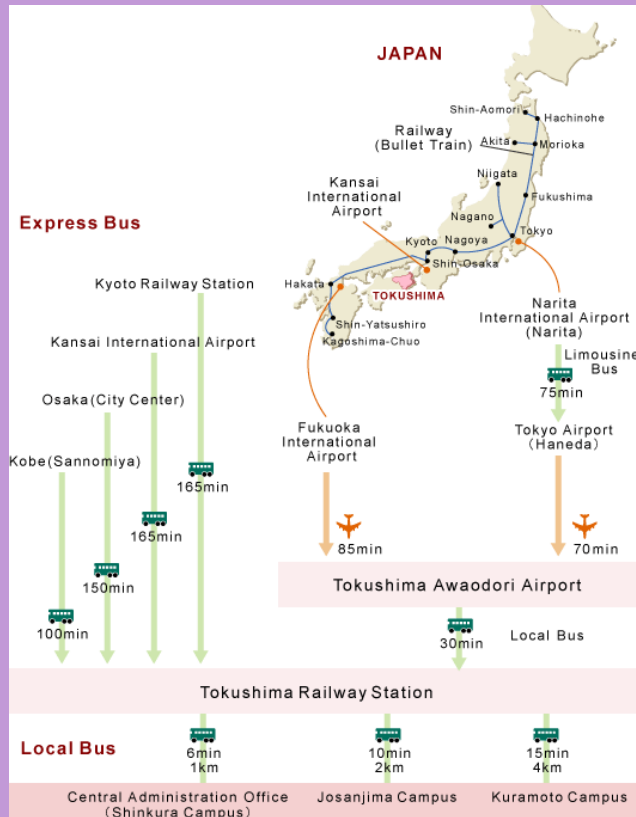 JAPAN
Shin-Aomori
Hachinohe
Railway
(Bullet Train)
Akita
Morioka
Niigata
Kansai
International
Airport
Fukushima
Nagano
Express Bus
Tokyo
Kyoto
Nagoya
Shin-Osaka
Kyoto Railway Station
Hakata
TOKUSHIMA
Narita
International Airport
(Narita)
Shin-Yatsushiro
Kagoshima-Chuo
Kansai International Airport
Limousine
Bus
75min
Osaka(City Center)
Fukuoka
International
Airport
Tokyo Airport
(Haneda)
Kobe(Sannomiya)
165min
165min
85min
70min
150min
Tokushima Awaodori Airport
100min
30min
Local Bus
Tokushima Railway Station
Local Bus
6min
1km
10min
2km
15min
4km
Central Administration Office
(Shinkura Campus)
Josanjima Campus
Kuramoto Campus